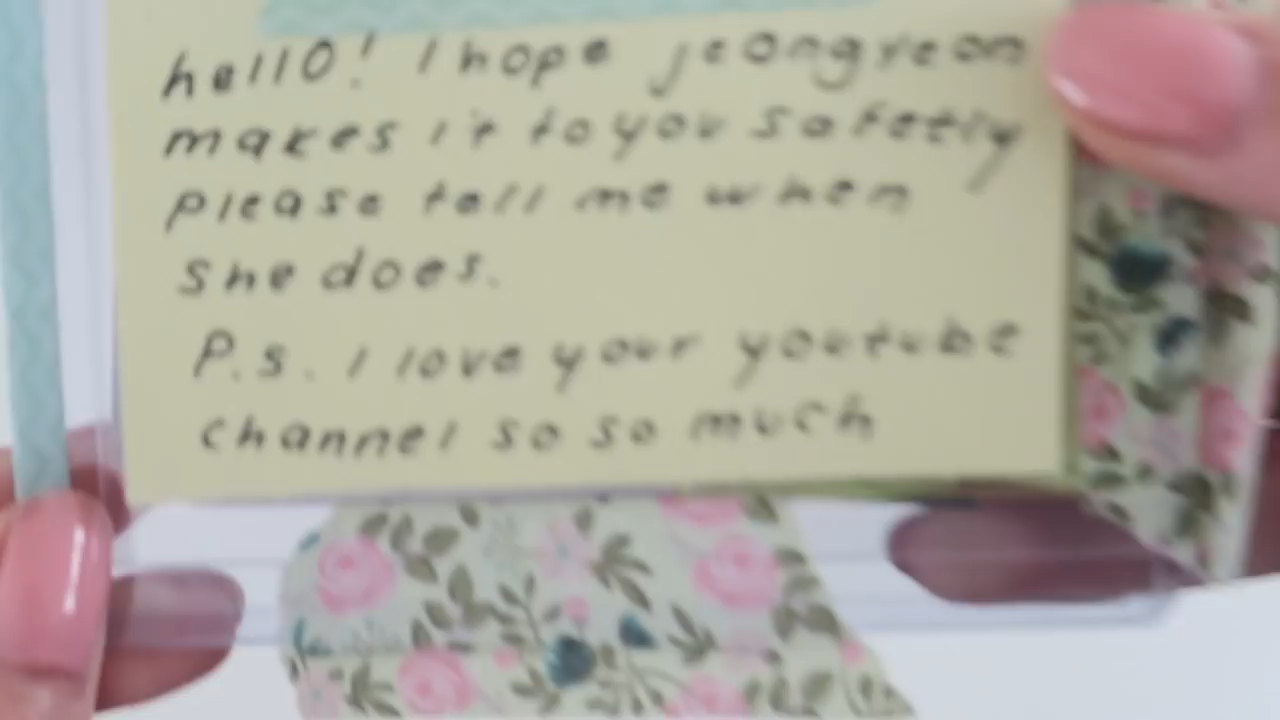 hello! I hope jeongyeon
makes it to you safetly
please tell me when
she does.
P.s. I love your youtube
channel so so much